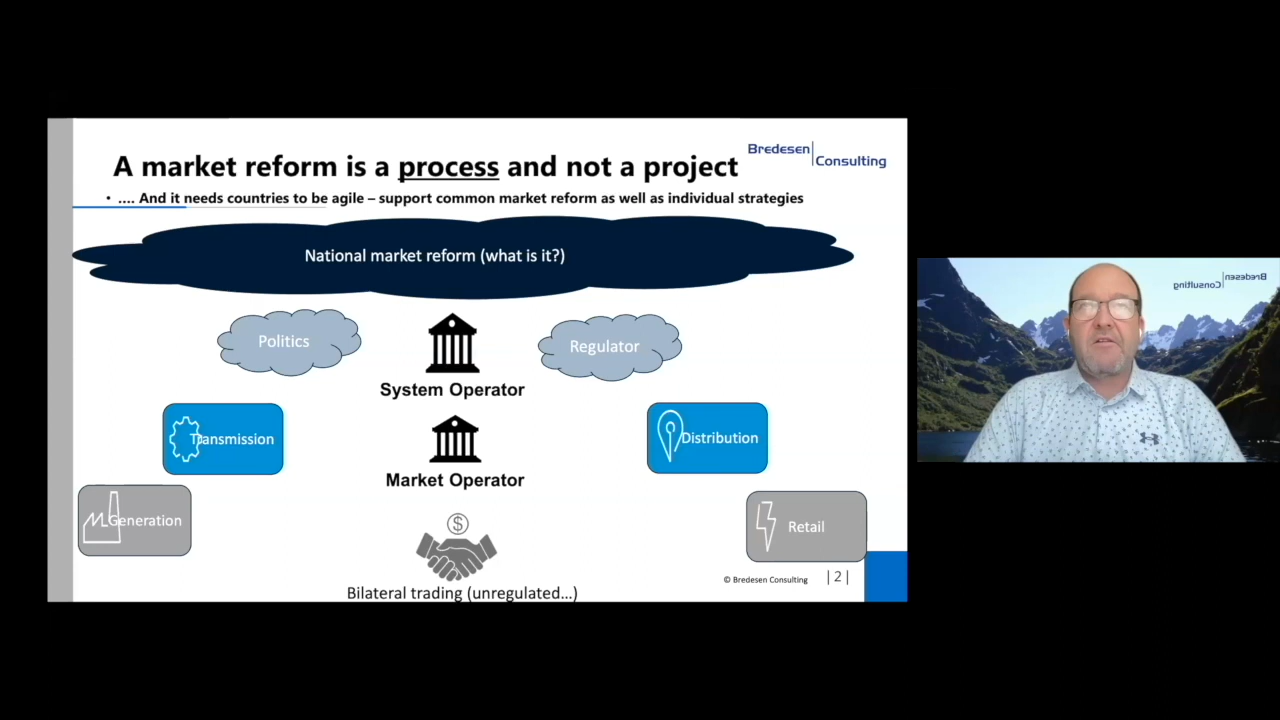 A market reform is a process and not a project
Bredesen
Consulting
• .... And it needs countries to be agile – support common market reform as well as individual strategies
National market reform (what is it?)
Politics
Regulator
System Operator
Transmission
Distribution
Market Operator
Generation
Retail
$
Bilateral trading (unregulated...)
© Bredesen Consulting
| 2 |
Bredesen
Consulting